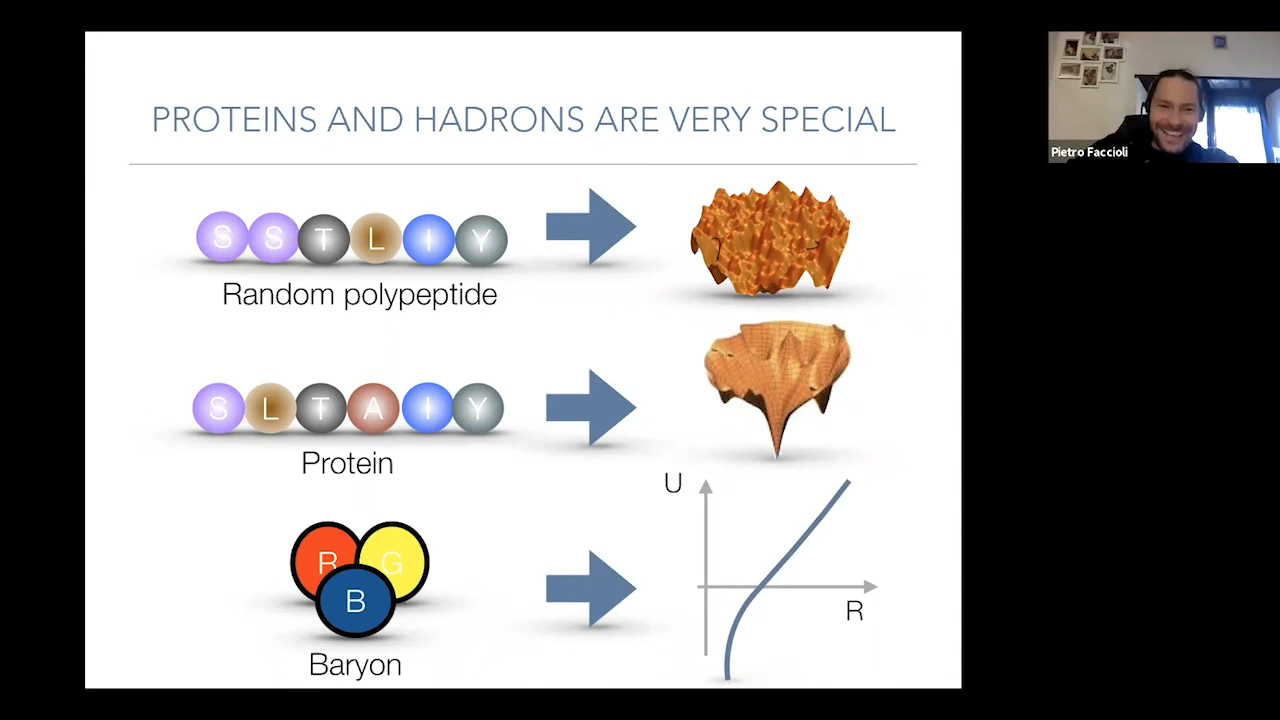 PROTEINS AND HADRONS ARE VERY SPECIAL
Pietro Faccioli
S S T L I Y
Random polypeptide
S L T A I Y
Protein
U
R G
B
R
Baryon